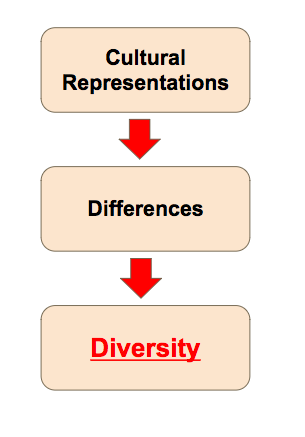 Cultural
Representations
Differences
Diversity